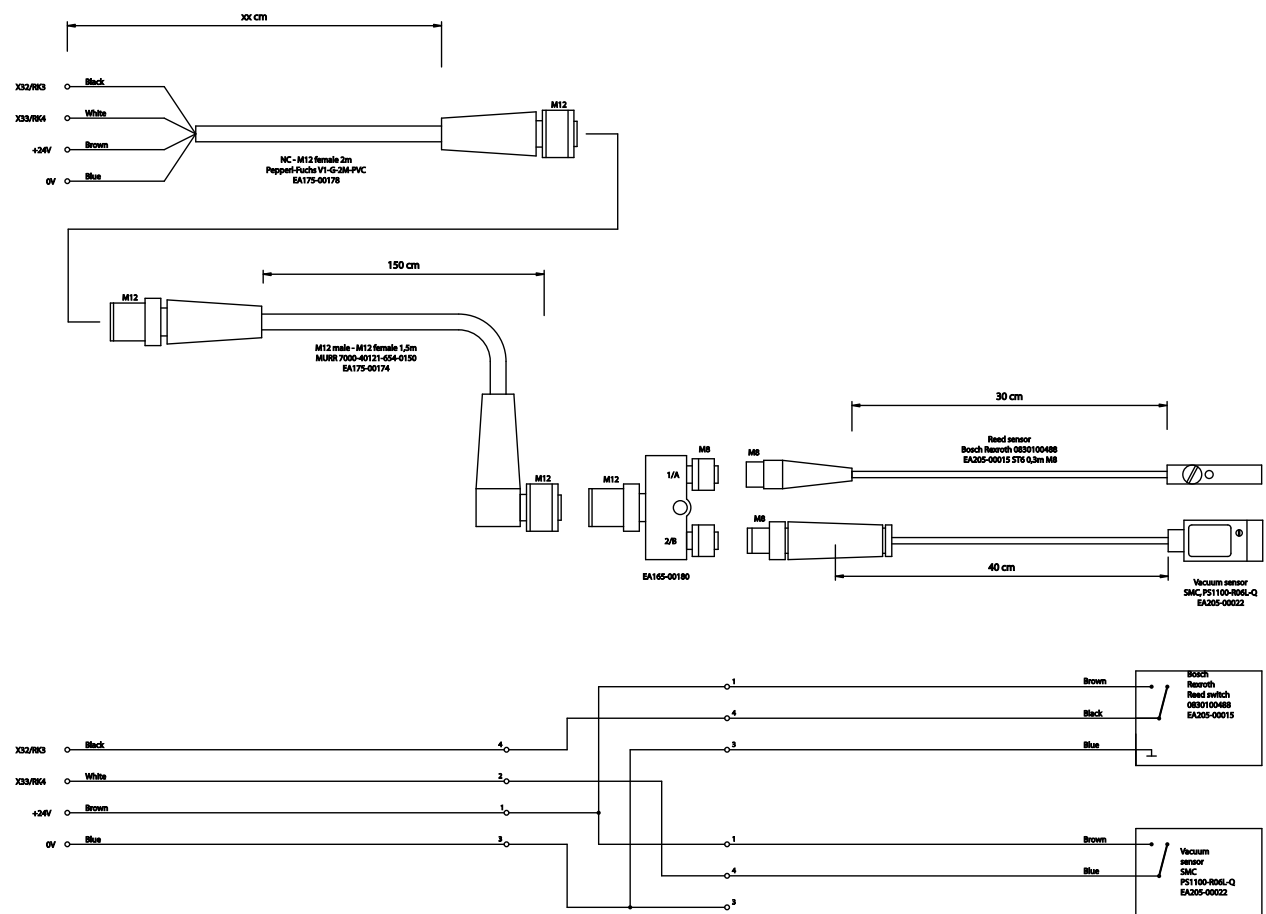 xx cm
X32/RK3 Black
X33/RK4 White
+24V Brown
0V Blue
M12
NC - M12 female 2m
Pepperl-Fuchs V1-G-2M-PVC
EA175-00178
150 cm
M12
M12 male - M12 female 1,5m
MURR 7000-40121-654-0150
EA175-00174
M12
M12
1/A
2/B
M8
EA165-00180
30 cm
M8
Reed sensor
Bosch Rexroth 0830100488
EA205-00015 ST6 0,3m M8
M8
40 cm
Vacuum sensor
SMC, PS1100-R06L-Q
EA205-00022
1 Brown
4 Black
3 Blue
Bosch
Rexroth
Reed switch
0830100488
EA205-00015
X32/RK3 Black 4
X33/RK4 White 2
+24V Brown 1
0V Blue 3
1 Brown
4 Blue
3
Vacuum
sensor
SMC
PS1100-R06L-Q
EA205-00022